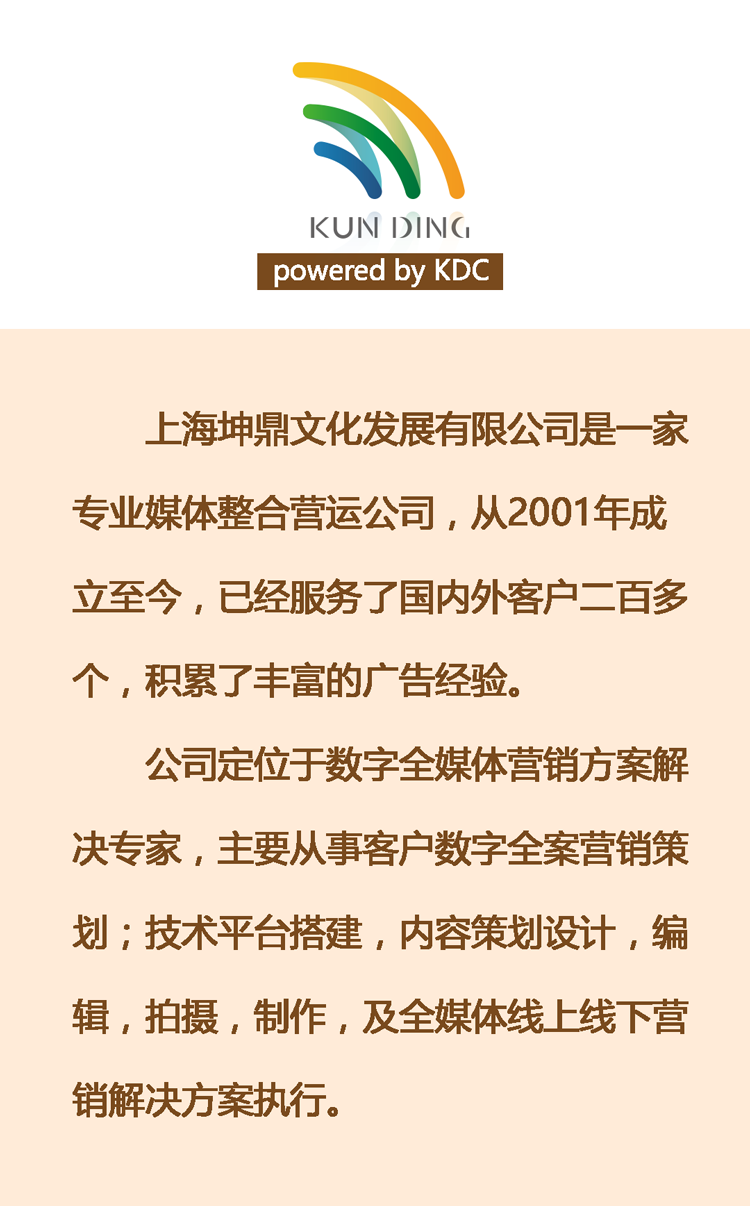 KUN DING
powered by KDC
上海坤鼎文化发展有限公司是一家
专业媒体整合营运公司，从2001年成
立至今，已经服务了国内外客户二百多
个，积累了丰富的广告经验。
公司定位于数字全媒体营销方案解
决专家，主要从事客户数字全案营销策
划；技术平台搭建，内容策划设计，编
辑，拍摄，制作，及全媒体线上线下营
销解决方案执行。